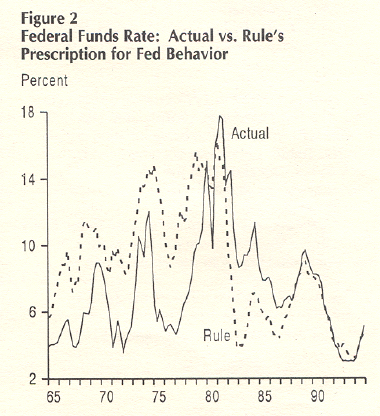 Figure 2
Federal Funds Rate: Actual vs. Rule's
Prescription for Fed Behavior
Percent
18
Actual
14
10
6
Rule
2
65 70 75 80 85 90